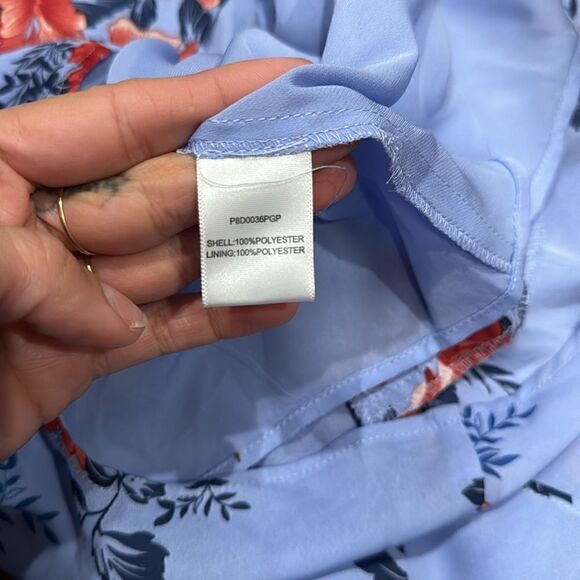 P8D0036PGP
SHELL:100%POLYESTER
LINING:100%POLYESTER